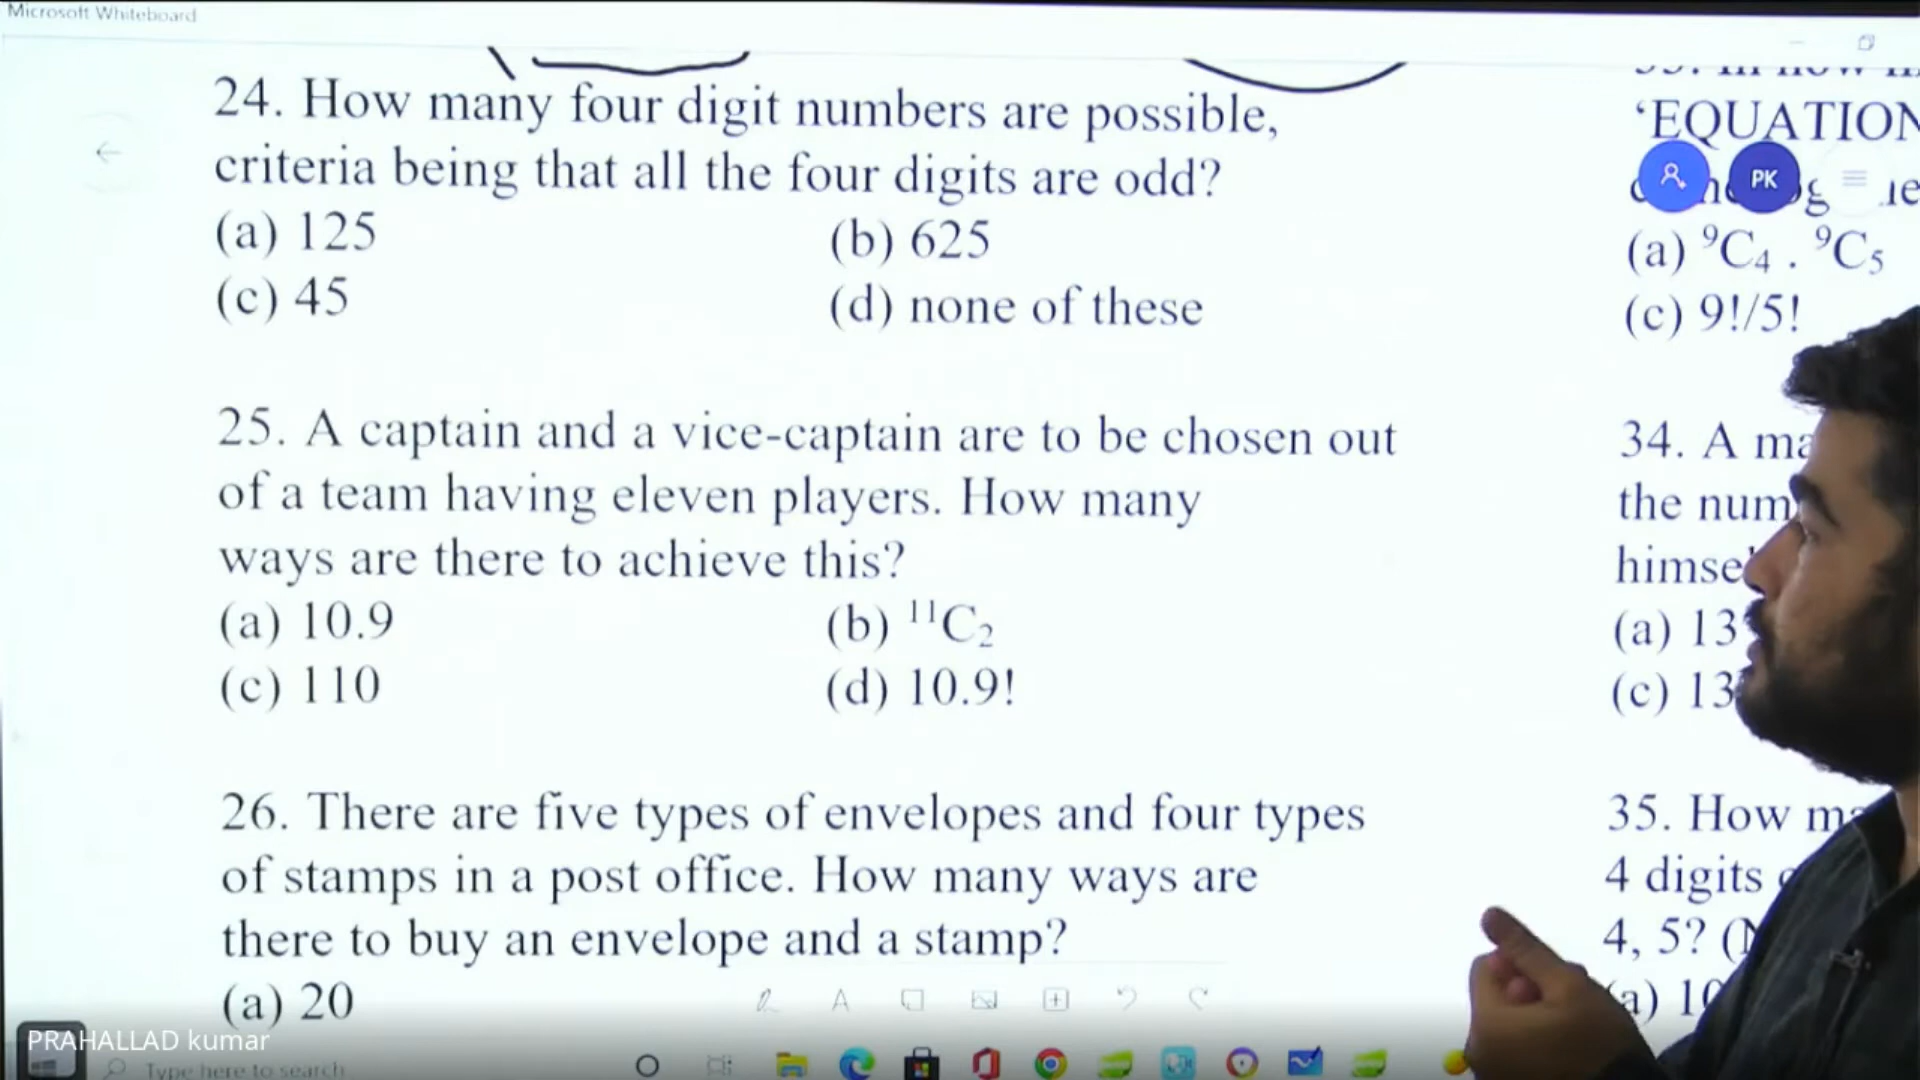 Microsoft Whiteboard
24. How many four digit numbers are possible,
criteria being that all the four digits are odd?
(a) 125 (b) 625
(c) 45 (d) none of these
25. A captain and a vice-captain are to be chosen out
of a team having eleven players. How many
ways are there to achieve this?
(a) 10.9 (b) ¹¹C₂
(c) 110 (d) 10.9!
26. There are five types of envelopes and four types
of stamps in a post office. How many ways are
there to buy an envelope and a stamp?
(a) 20
‘EQUATION
PK
(a) ⁹C₄ . ⁹C₅
(c) 9!/5!
34. A
the num
(a) 13
(c) 13
35. How
4 digits
4, 5?
(a) 10
PRAHALLAD kumar
Type here to search